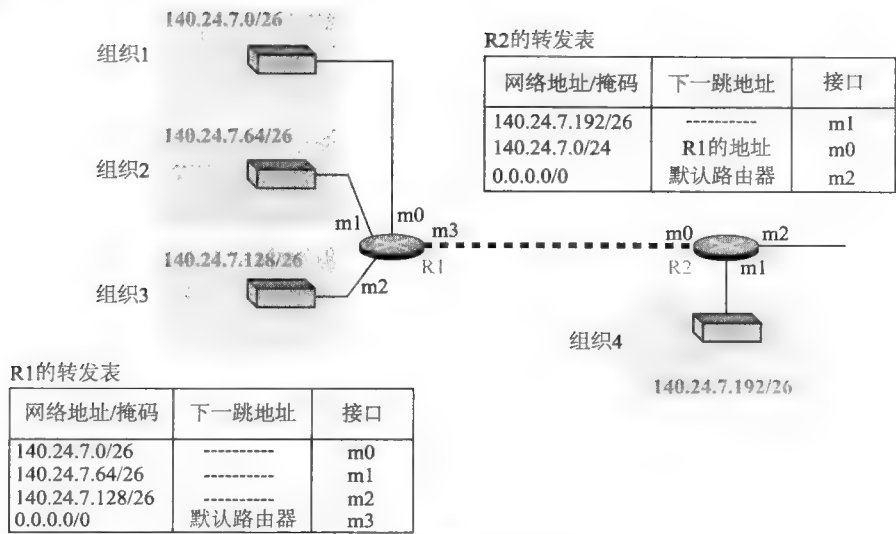 140.24.7.0/26
组织1
140.24.7.64/26
组织2
m1
m0
140.24.7.128/26
组织3
m2
m3
R1
R2的转发表
网络地址/掩码 下一跳地址 接口
140.24.7.192/26 ---------- m1
140.24.7.0/24 R1的地址 m0
0.0.0.0/0 默认路由器 m2
m0
m2
R2
m1
组织4
140.24.7.192/26
R1的转发表
网络地址/掩码 下一跳地址 接口
140.24.7.0/26 ---------- m0
140.24.7.64/26 ---------- m1
140.24.7.128/26 ---------- m2
0.0.0.0/0 默认路由器 m3